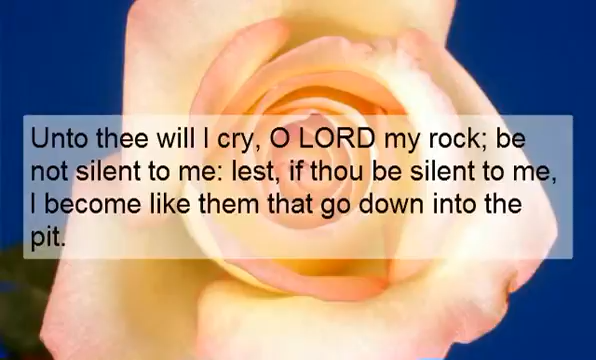 Unto thee will I cry, O LORD my rock; be
not silent to me: lest, if thou be silent to me,
I become like them that go down into the
pit.